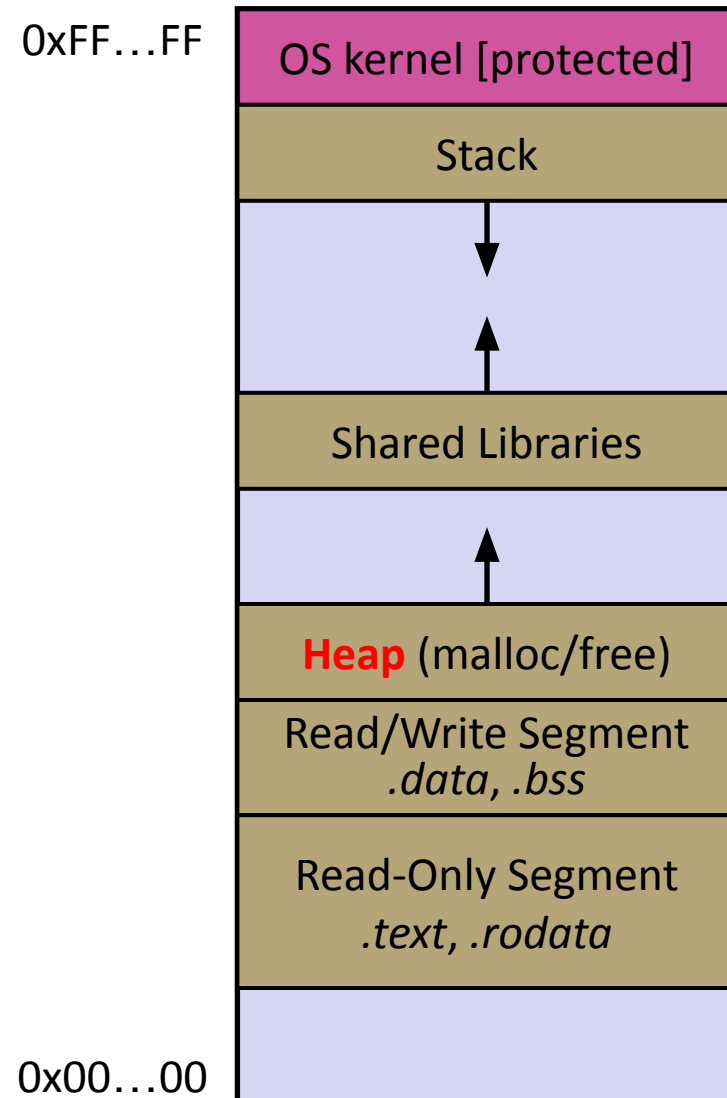 0xFF…FF
OS kernel [protected]
Stack
Shared Libraries
Heap (malloc/free)
Read/Write Segment
.data, .bss
Read-Only Segment
.text, .rodata
0x00…00